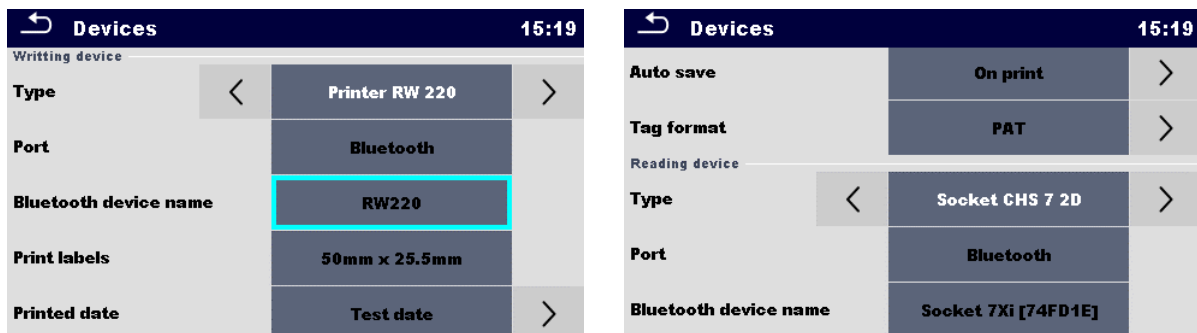 Devices 15:19
Writting device
Type Printer RW 220
Port Bluetooth
Bluetooth device name RW220
Print labels 50mm x 25.5mm
Printed date Test date
Devices 15:19
Auto save On print
Tag format PAT
Reading device
Type Socket CHS 7 2D
Port Bluetooth
Bluetooth device name Socket 7Xi [74FD1E]